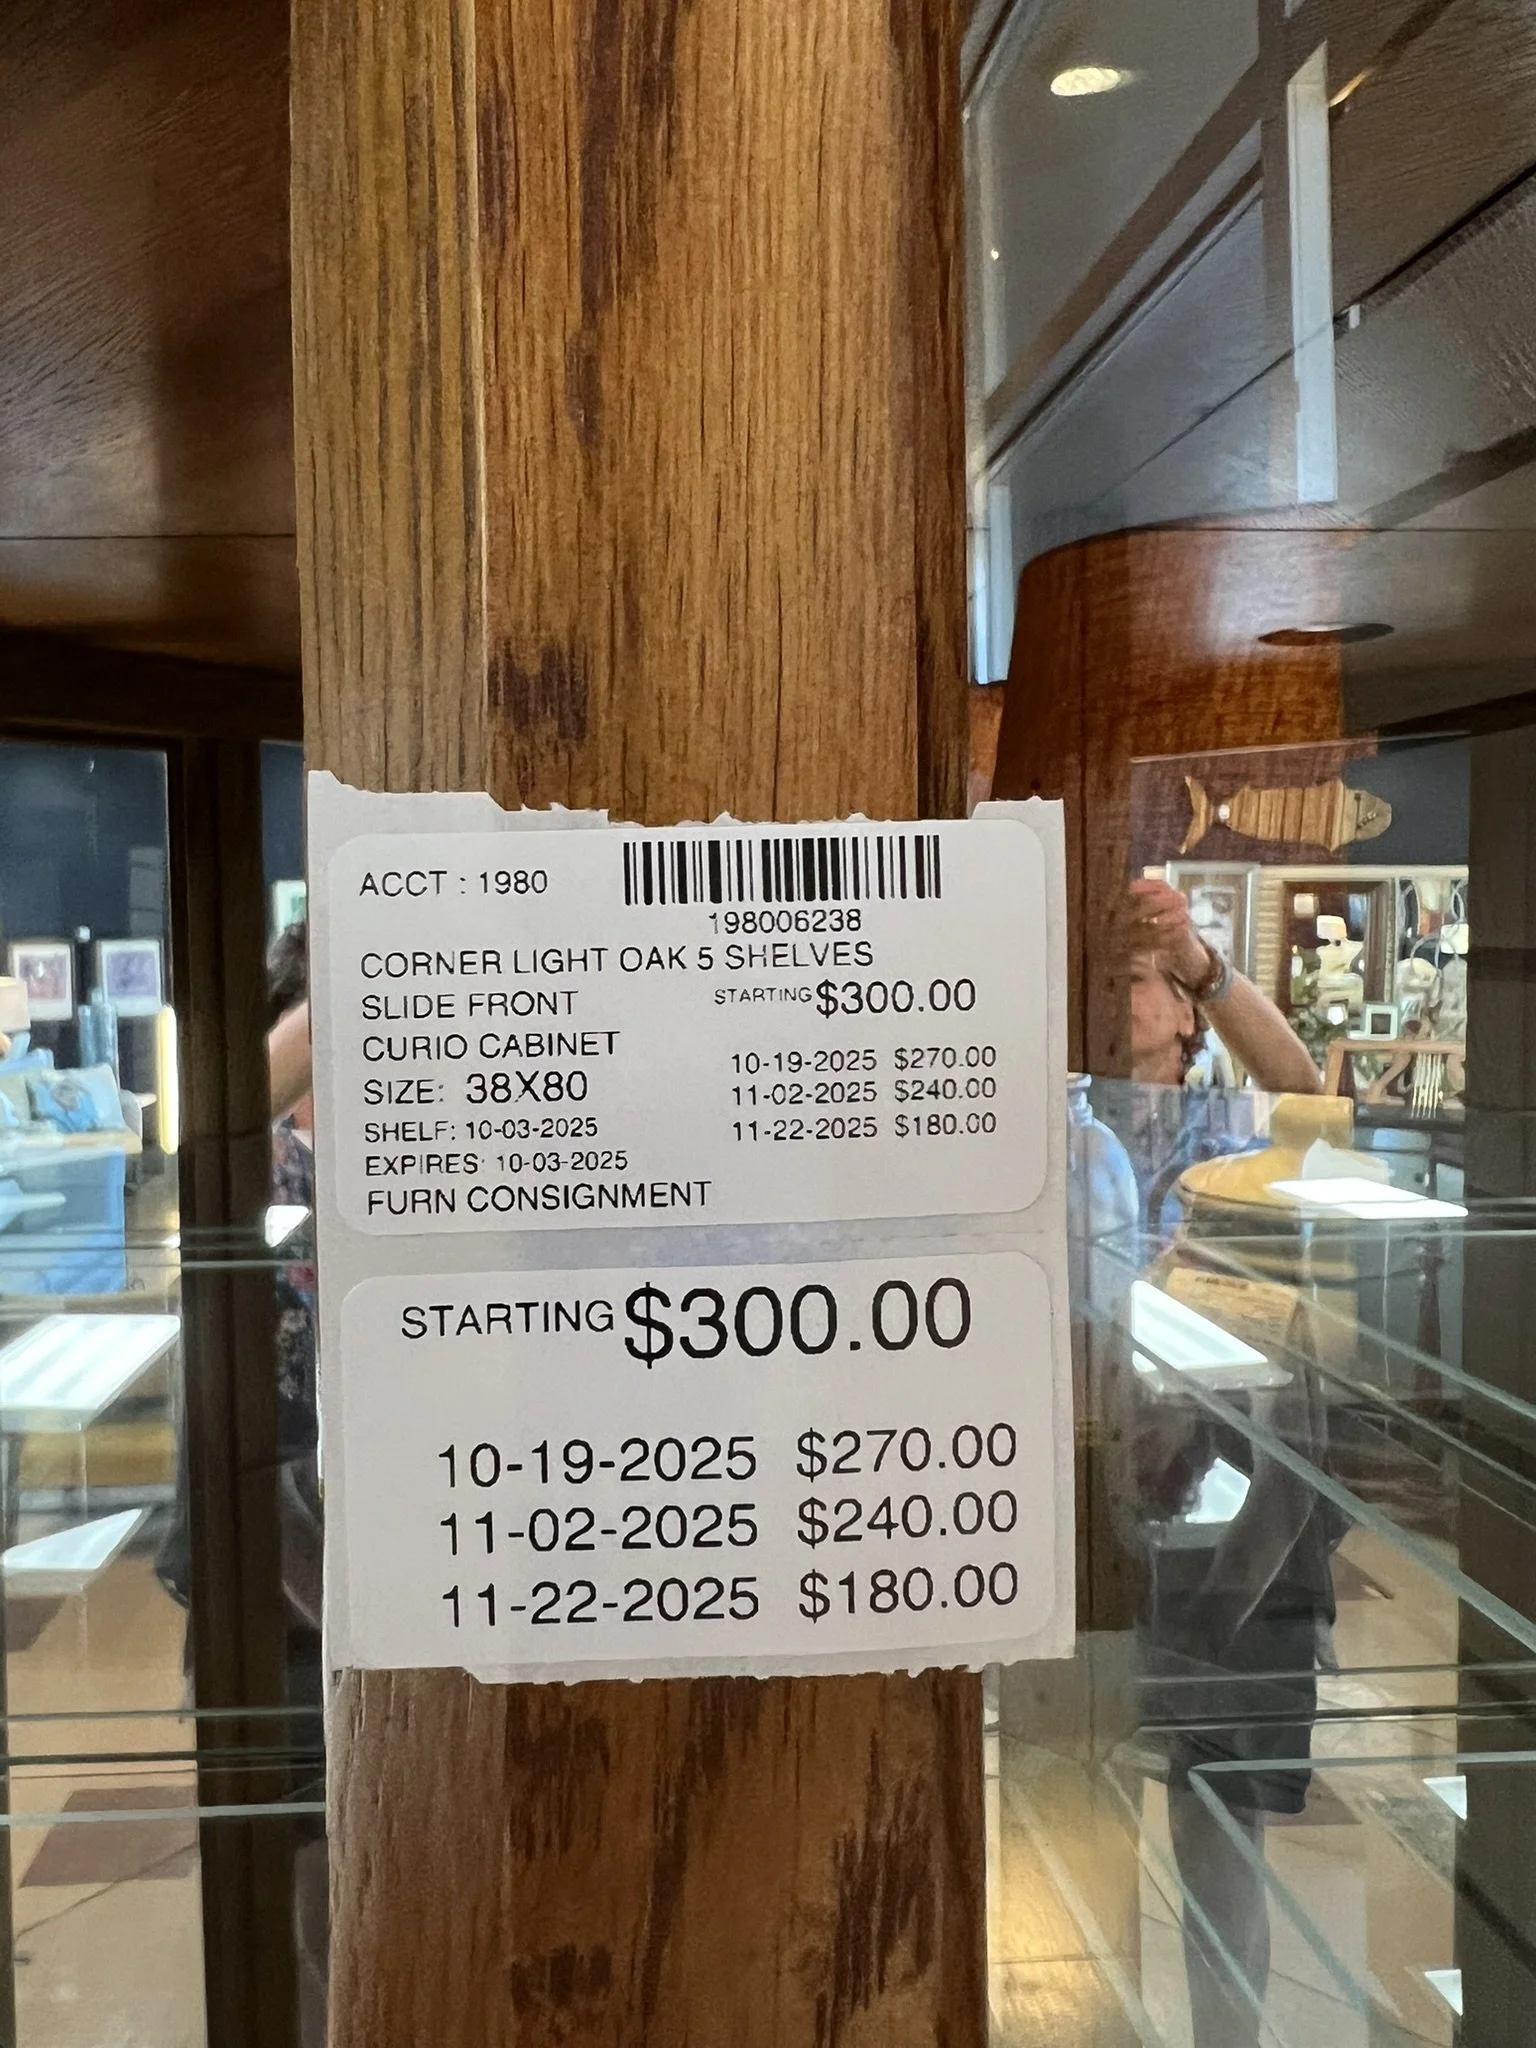 ACCT : 1980
198006238
CORNER LIGHT OAK 5 SHELVES
SLIDE FRONT STARTING $300.00
CURIO CABINET
10-19-2025 $270.00
SIZE: 38X80
11-02-2025 $240.00
SHELF: 10-03-2025
11-22-2025 $180.00
EXPIRES: 10-03-2025
FURN CONSIGNMENT
STARTING $300.00
10-19-2025 $270.00
11-02-2025 $240.00
11-22-2025 $180.00